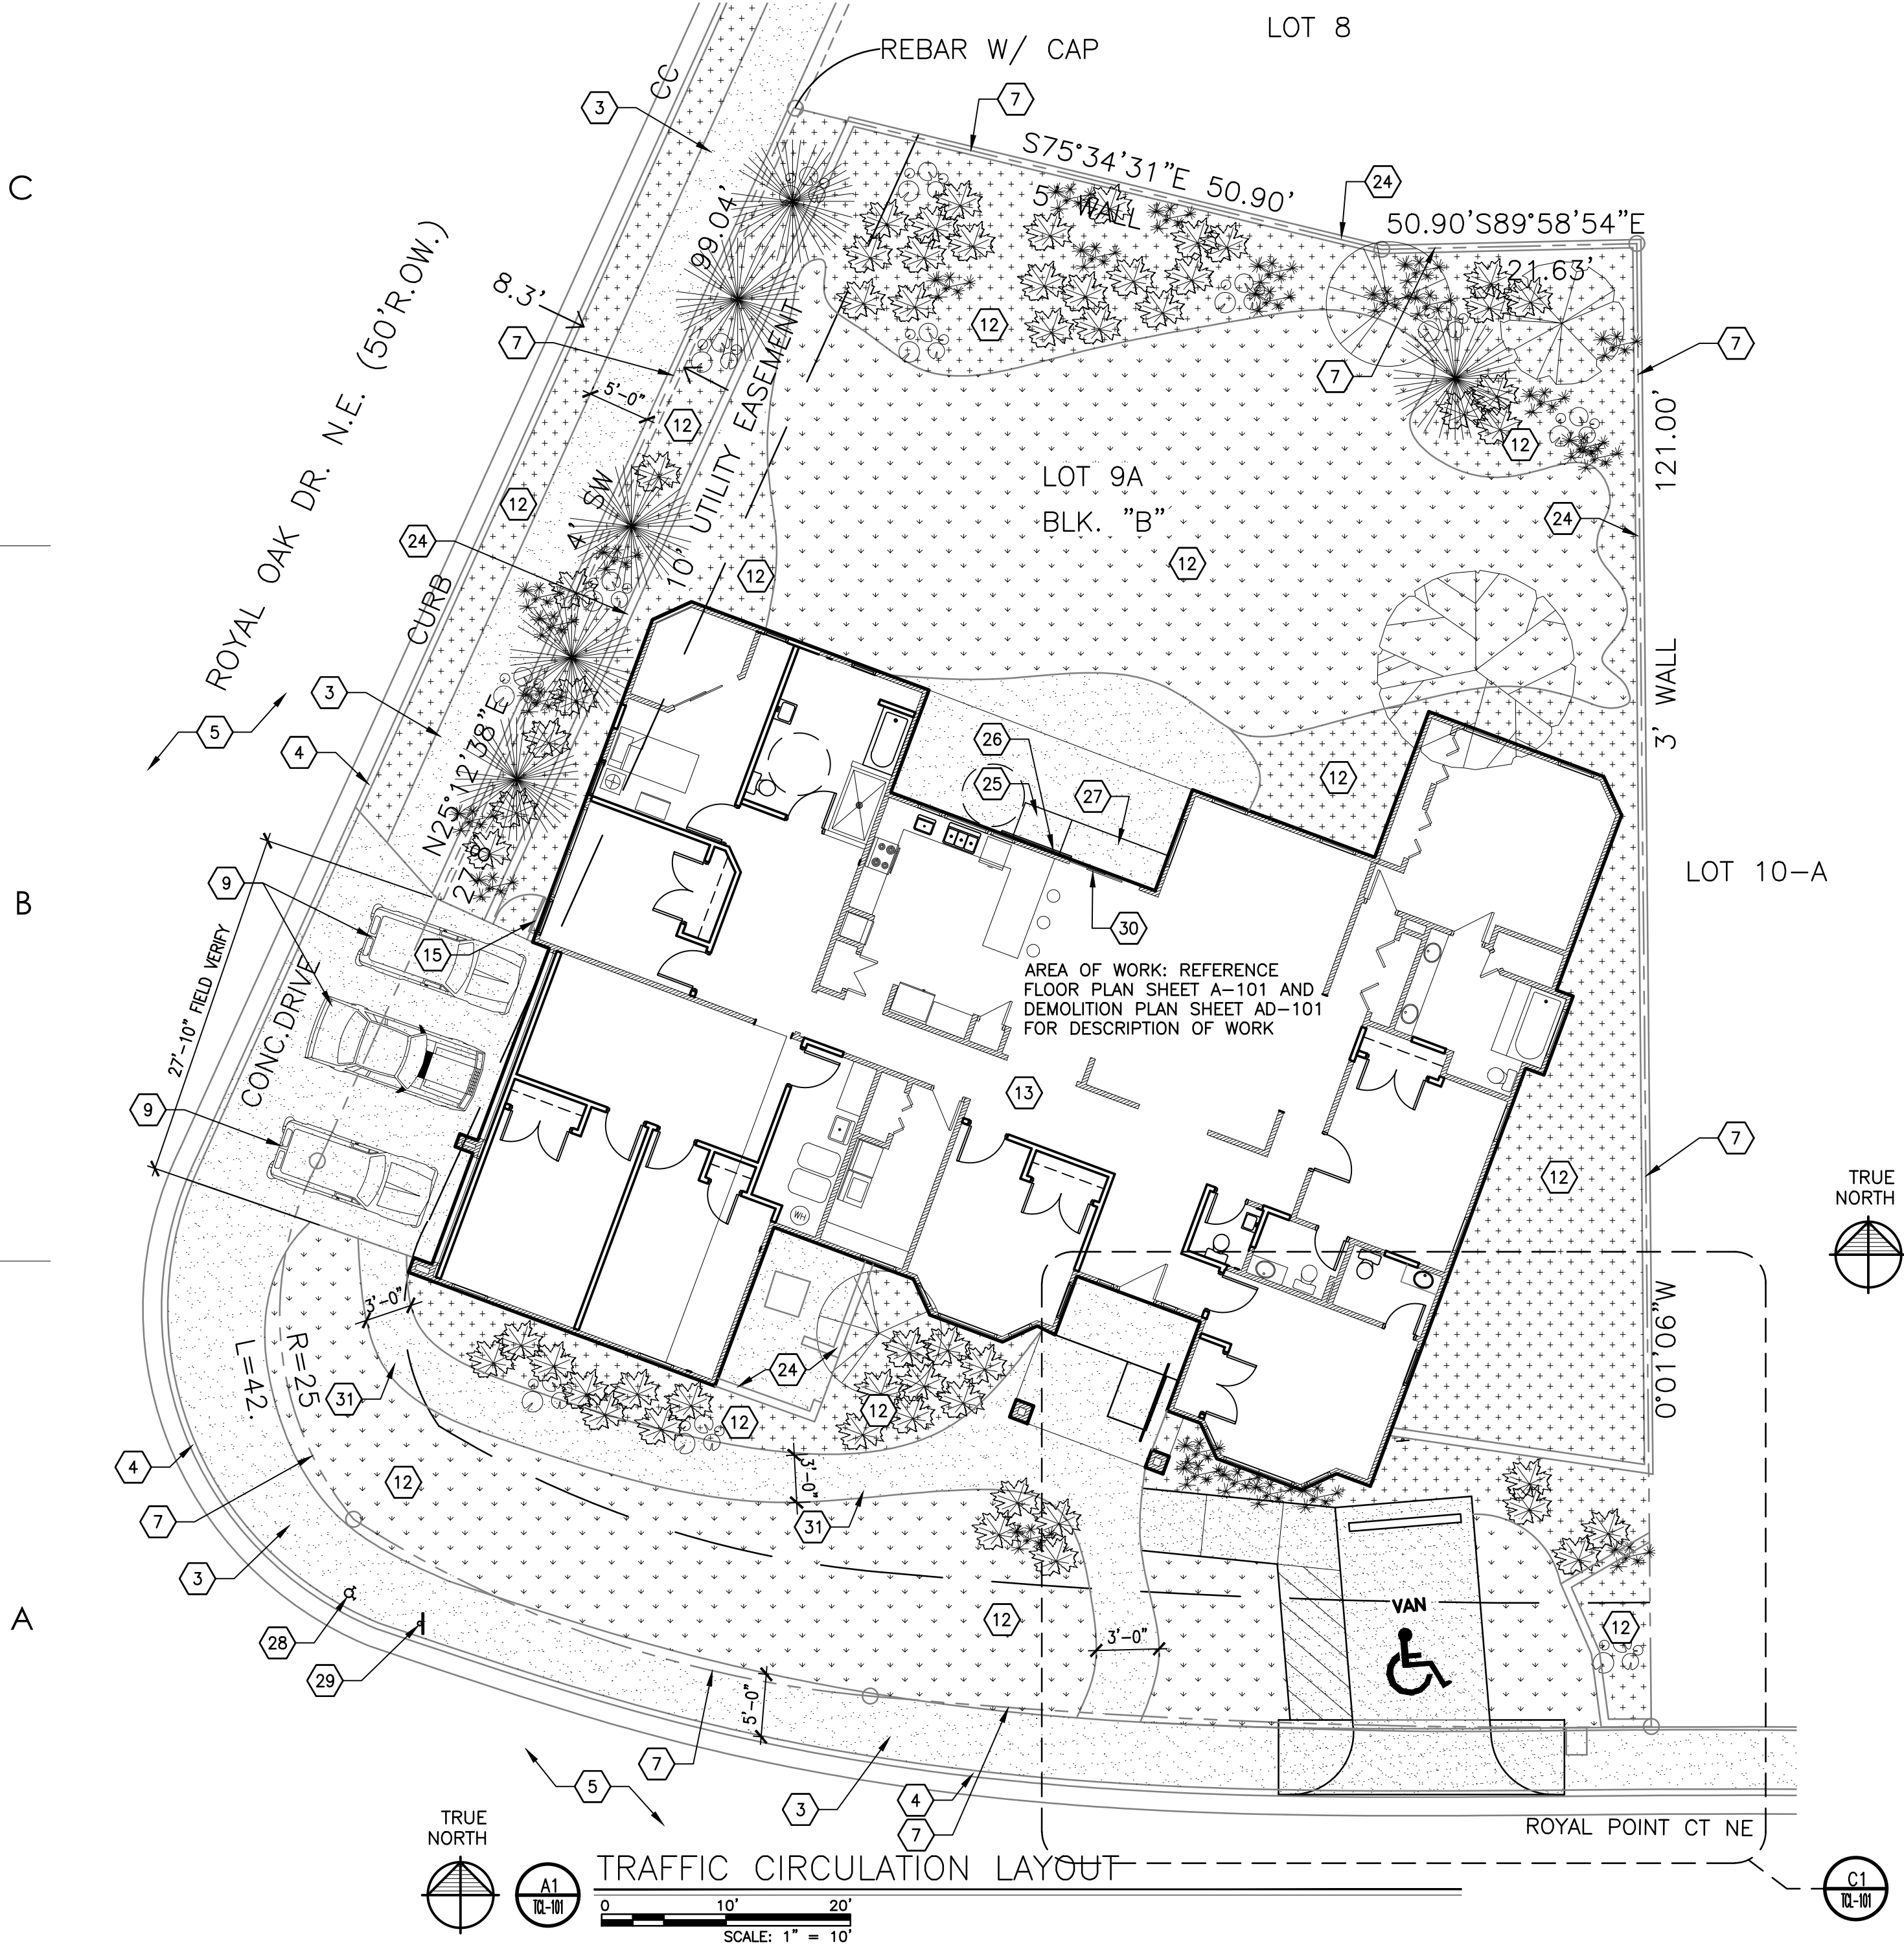 LOT 8
REBAR W/ CAP
CC
3
7
S75°34'31"E 50.90'
24
50.90'S89°58'54"E
C
5' WALL
99.04'
21.63'
ROYAL OAK DR. N.E. (50'R.OW.)
8.3'
7
12
7
7
5'-0"
12
12
121.00'
LOT 9A
BLK. "B"
UTILITY EASEMENT
10'
12
4' SW
24
24
12
12
CURB
3
5
4
N25°12'38"E
3' WALL
26
25
27
12
LOT 10-A
B
9
15
30
27'-10" FIELD VERIFY
CONC.DRIVE
AREA OF WORK: REFERENCE
FLOOR PLAN SHEET A-101 AND
DEMOLITION PLAN SHEET AD-101
FOR DESCRIPTION OF WORK
13
9
7
12
WH
TRUE
NORTH
3'-0"
R=25
L=42.
31
24
12
12
0°01'06"W
4
7
12
3'-0"
31
3
28
29
12
VAN
12
A
3'-0"
5'-0"
7
5
3
4
7
ROYAL POINT CT NE
TRUE
NORTH
A1
TCL-101
TRAFFIC CIRCULATION LAYOUT
0 10' 20'
SCALE: 1" = 10'
C1
TCL-101